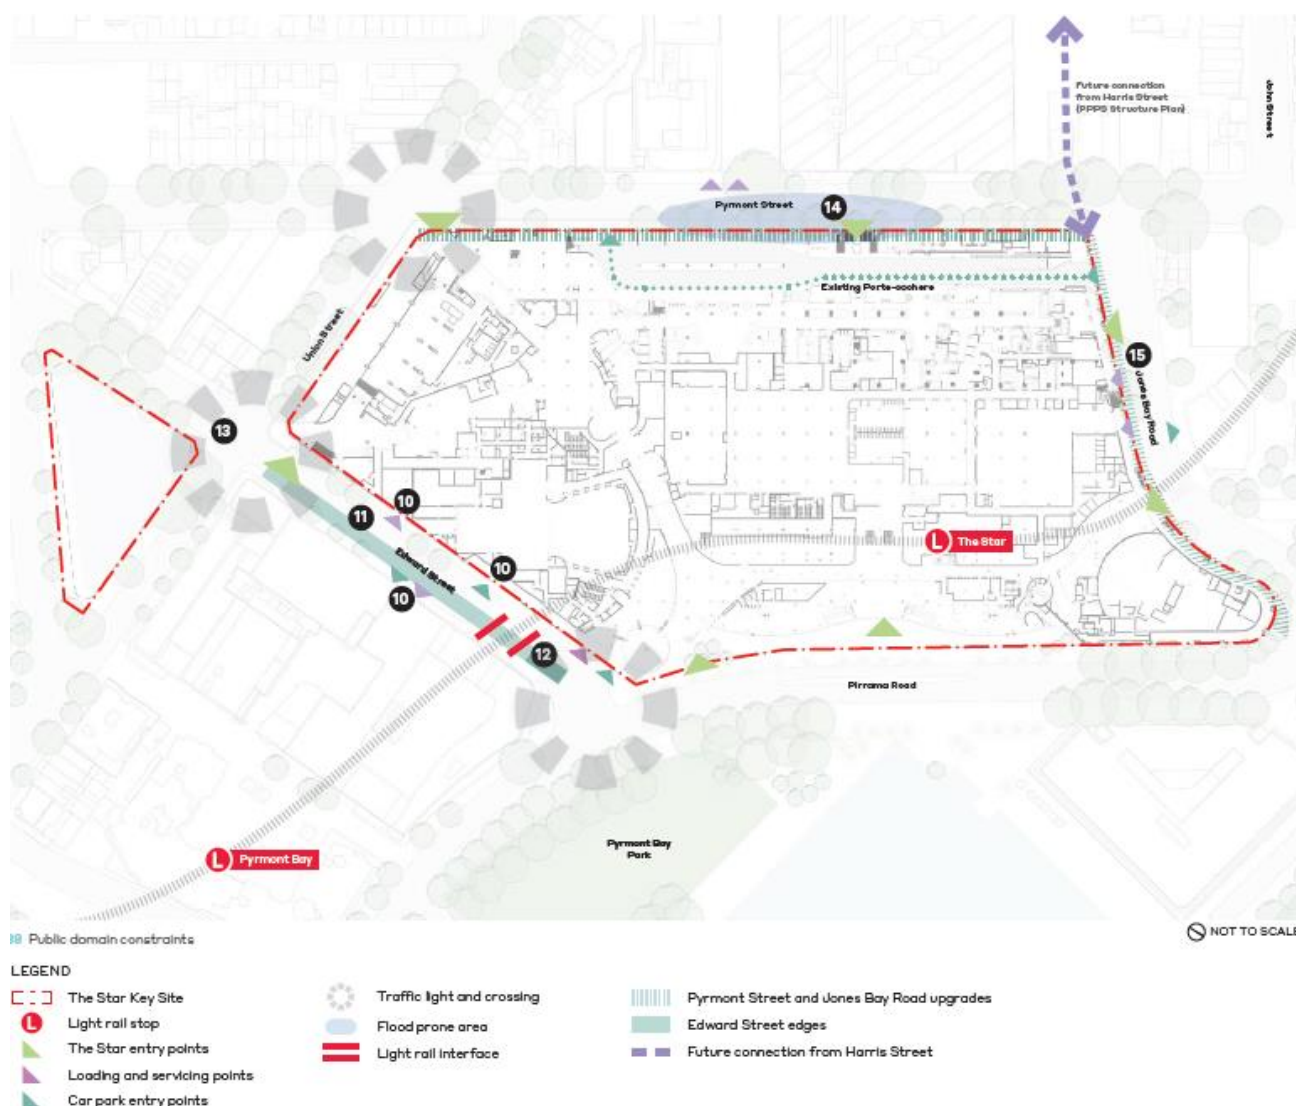 Future connection
from Harris Street
(PPPS Structure Plan)
John Street
Pyrmont Street
14
Existing Porte-cochere
Union Street
15
Jones Bay Road
13
10
11
Edward Street
10
10
12
L The Star
Pirrama Road
Pyrmont Bay
Park
L Pyrmont Bay
Public domain constraints
NOT TO SCALE
LEGEND
The Star Key Site
L Light rail stop
The Star entry points
Loading and servicing points
Car park entry points
Traffic light and crossing
Flood prone area
Light rail interface
Pyrmont Street and Jones Bay Road upgrades
Edward Street edges
Future connection from Harris Street